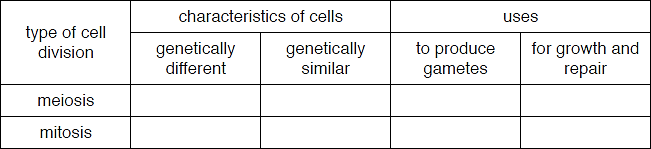 type of cell division
characteristics of cells
uses
genetically different
genetically similar
to produce gametes
for growth and repair
meiosis
mitosis